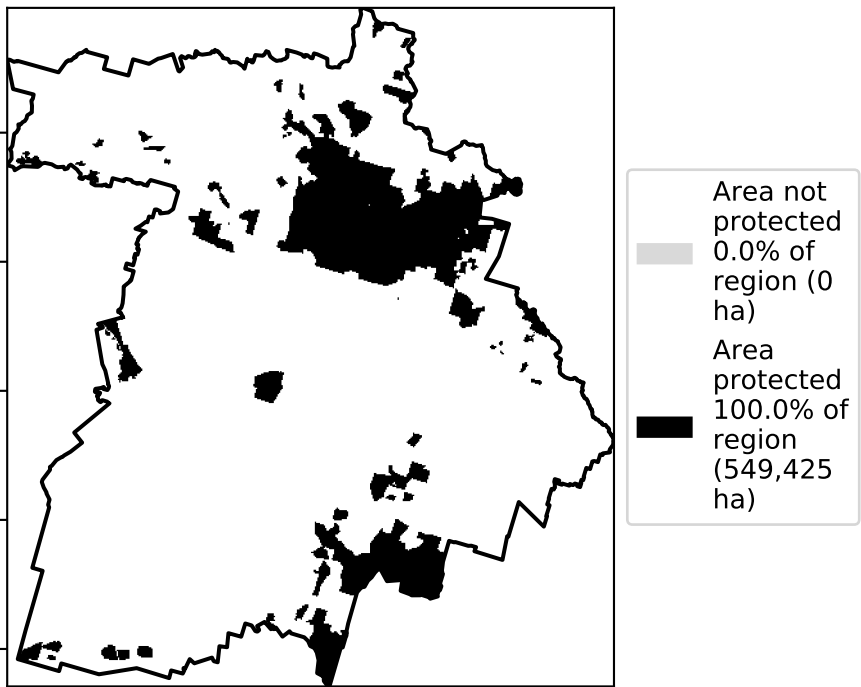 Area not
protected
0.0% of
region (0
ha)
Area
protected
100.0% of
region
(549,425
ha)